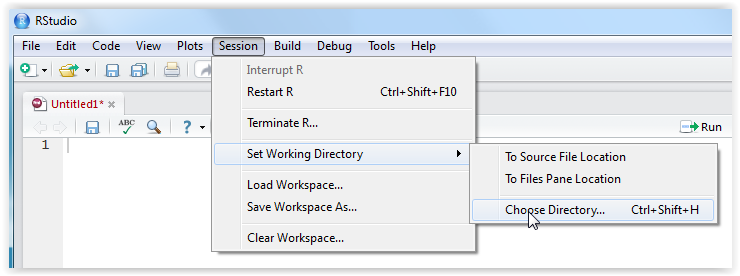 RStudio
File Edit Code View Plots Session Build Debug Tools Help
Interrupt R
Restart R Ctrl+Shift+F10
Untitled1*
Terminate R...
ABC
Run
1
Set Working Directory
To Source File Location
To Files Pane Location
Load Workspace...
Save Workspace As...
Choose Directory... Ctrl+Shift+H
Clear Workspace...